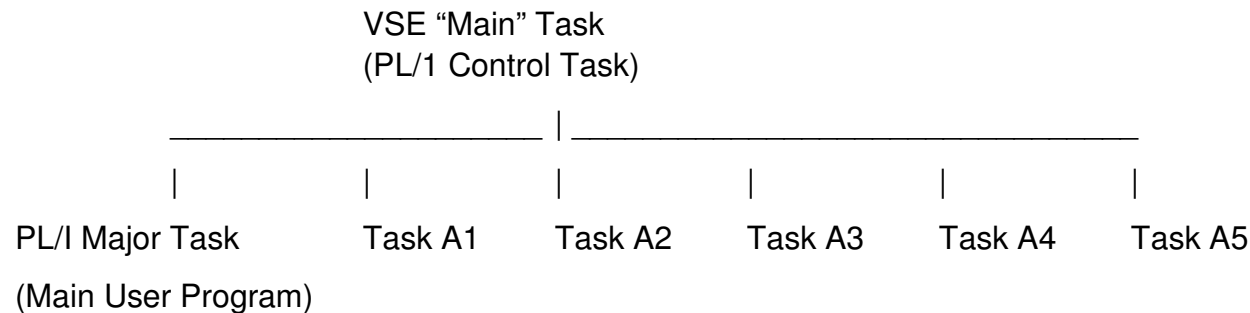 VSE “Main” Task
(PL/1 Control Task)
PL/I Major Task Task A1 Task A2 Task A3 Task A4 Task A5
(Main User Program)